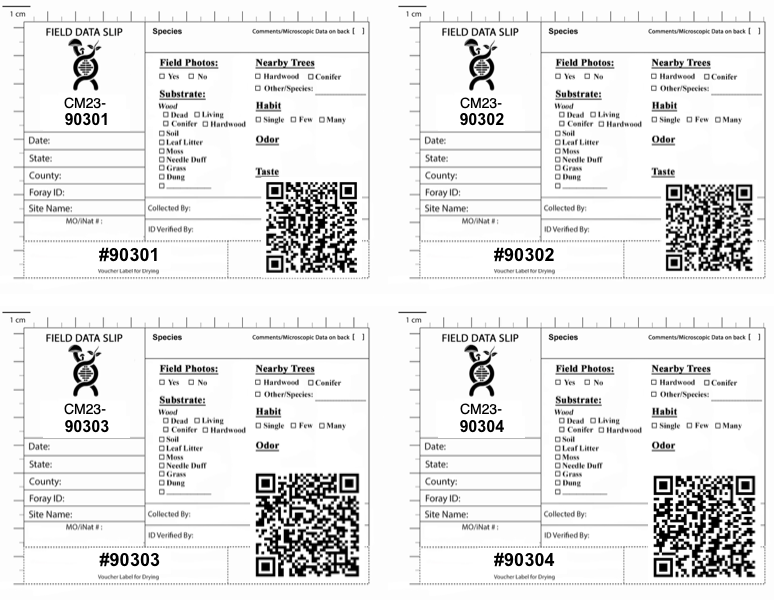 1 cm
FIELD DATA SLIP
CM23-
90301
Date:
State:
County:
Foray ID:
Site Name:
MO/iNat # :
Species
Comments/Microscopic Data on back [ ]
Field Photos:
☐ Yes ☐ No
Substrate:
Wood
☐ Dead ☐ Living
☐ Conifer ☐ Hardwood
☐ Soil
☐ Leaf Litter
☐ Moss
☐ Needle Duff
☐ Grass
☐ Dung
☐ __________
Nearby Trees
☐ Hardwood ☐ Conifer
☐ Other/Species: __________
Habit
☐ Single ☐ Few ☐ Many
Odor
Taste
Collected By:
ID Verified By:
#90301
Voucher Label for Drying
1 cm
FIELD DATA SLIP
CM23-
90302
Date:
State:
County:
Foray ID:
Site Name:
MO/iNat # :
Species
Comments/Microscopic Data on back [ ]
Field Photos:
☐ Yes ☐ No
Substrate:
Wood
☐ Dead ☐ Living
☐ Conifer ☐ Hardwood
☐ Soil
☐ Leaf Litter
☐ Moss
☐ Needle Duff
☐ Grass
☐ Dung
☐ __________
Nearby Trees
☐ Hardwood ☐ Conifer
☐ Other/Species: __________
Habit
☐ Single ☐ Few ☐ Many
Odor
Taste
Collected By:
ID Verified By:
#90302
Voucher Label for Drying
1 cm
FIELD DATA SLIP
CM23-
90303
Date:
State:
County:
Foray ID:
Site Name:
MO/iNat # :
Species
Comments/Microscopic Data on back [ ]
Field Photos:
☐ Yes ☐ No
Substrate:
Wood
☐ Dead ☐ Living
☐ Conifer ☐ Hardwood
☐ Soil
☐ Leaf Litter
☐ Moss
☐ Needle Duff
☐ Grass
☐ Dung
☐ __________
Nearby Trees
☐ Hardwood ☐ Conifer
☐ Other/Species: __________
Habit
☐ Single ☐ Few ☐ Many
Odor
Collected By:
ID Verified By:
#90303
Voucher Label for Drying
1 cm
FIELD DATA SLIP
CM23-
90304
Date:
State:
County:
Foray ID:
Site Name:
MO/iNat # :
Species
Comments/Microscopic Data on back [ ]
Field Photos:
☐ Yes ☐ No
Substrate:
Wood
☐ Dead ☐ Living
☐ Conifer ☐ Hardwood
☐ Soil
☐ Leaf Litter
☐ Moss
☐ Needle Duff
☐ Grass
☐ Dung
☐ __________
Nearby Trees
☐ Hardwood ☐ Conifer
☐ Other/Species: __________
Habit
☐ Single ☐ Few ☐ Many
Odor
Collected By:
ID Verified By:
#90304
Voucher Label for Drying